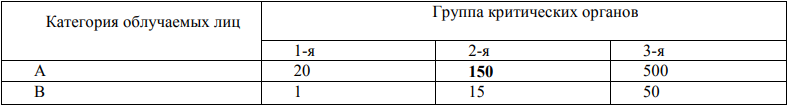 Категория облучаемых лиц
Группа критических органов
1-я 2-я 3-я
А 20 150 500
В 1 15 50